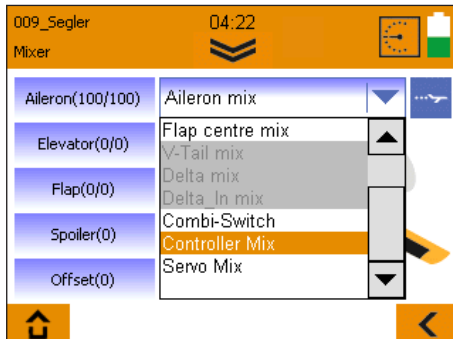 009_Segler
04:22
Mixer
Aileron(100/100)
Aileron mix
Elevator(0/0)
Flap centre mix
V-Tail mix
Flap(0/0)
Delta mix
Delta_In mix
Spoiler(0)
Combi-Switch
Controller Mix
Offset(0)
Servo Mix